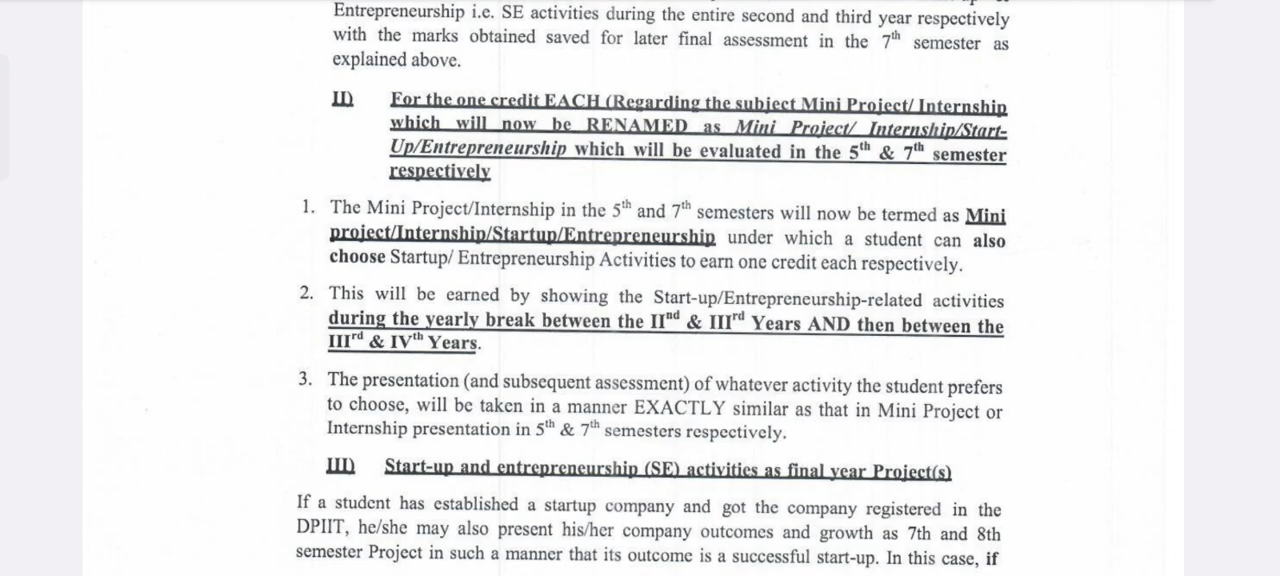 Entrepreneurship i.e. SE activities during the entire second and third year respectively
with the marks obtained saved for later final assessment in the 7th semester as
explained above.
II) For the one credit EACH (Regarding the subject Mini Project/ Internship
which will now be RENAMED as Mini Project/ Internship/Start-
Up/Entrepreneurship which will be evaluated in the 5th & 7th semester
respectively
1. The Mini Project/Internship in the 5th and 7th semesters will now be termed as Mini
project/Internship/Startup/Entrepreneurship under which a student can also
choose Startup/ Entrepreneurship Activities to earn one credit each respectively.
2. This will be earned by showing the Start-up/Entrepreneurship-related activities
during the yearly break between the IInd & IIIrd Years AND then between the
IIIrd & IVth Years.
3. The presentation (and subsequent assessment) of whatever activity the student prefers
to choose, will be taken in a manner EXACTLY similar as that in Mini Project or
Internship presentation in 5th & 7th semesters respectively.
III) Start-up and entrepreneurship (SE) activities as final year Project(s)
If a student has established a startup company and got the company registered in the
DPIIT, he/she may also present his/her company outcomes and growth as 7th and 8th
semester Project in such a manner that its outcome is a successful start-up. In this case, if